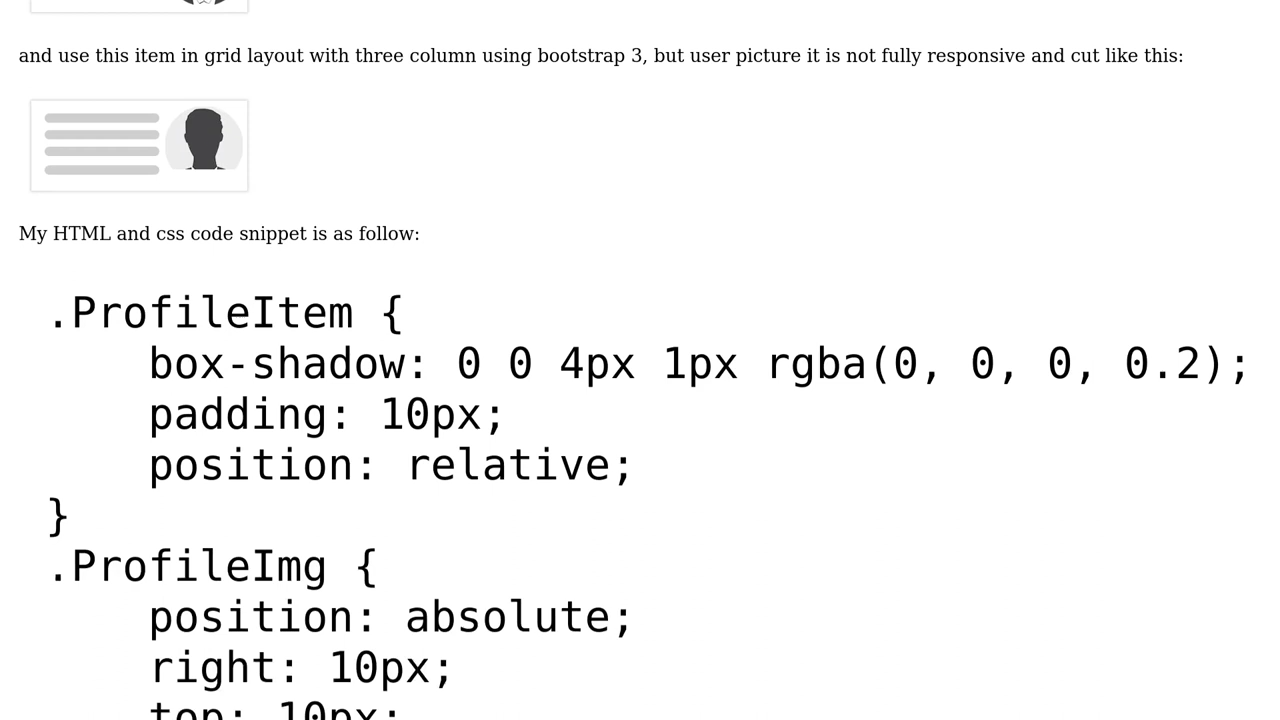 and use this item in grid layout with three column using bootstrap 3, but user picture it is not fully responsive and cut like this:
My HTML and css code snippet is as follow:
.ProfileItem {
    box-shadow: 0 0 4px 1px rgba(0, 0, 0, 0.2);
    padding: 10px;
    position: relative;
}
.ProfileImg {
    position: absolute;
    right: 10px;
    top: 10px;